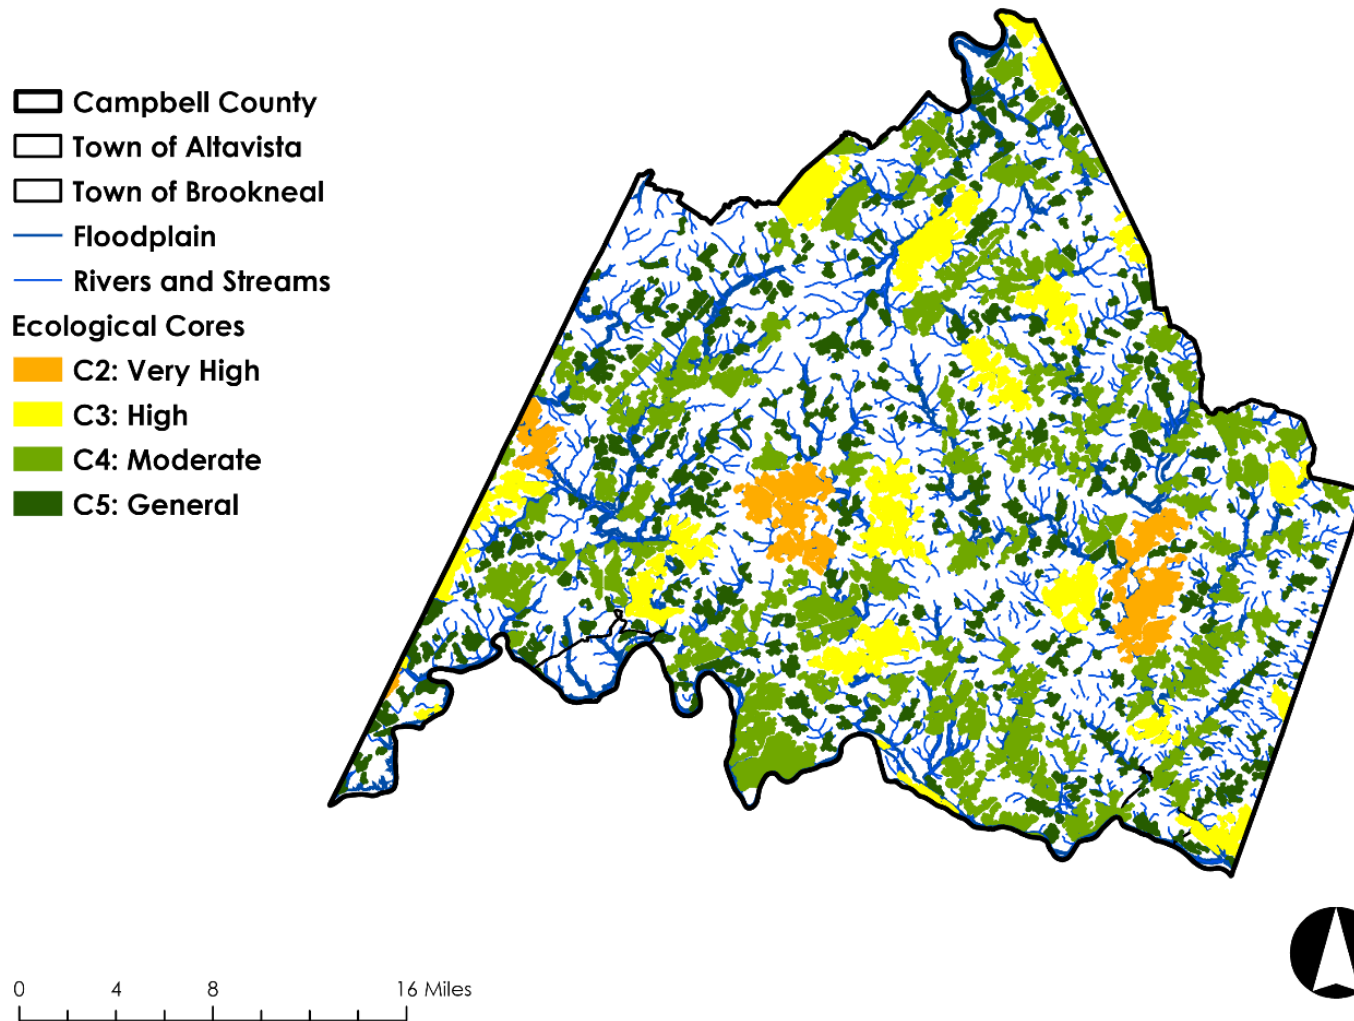 Campbell County
Town of Altavista
Town of Brookneal
Floodplain
Rivers and Streams
Ecological Cores
C2: Very High
C3: High
C4: Moderate
C5: General
0 4 8 16 Miles